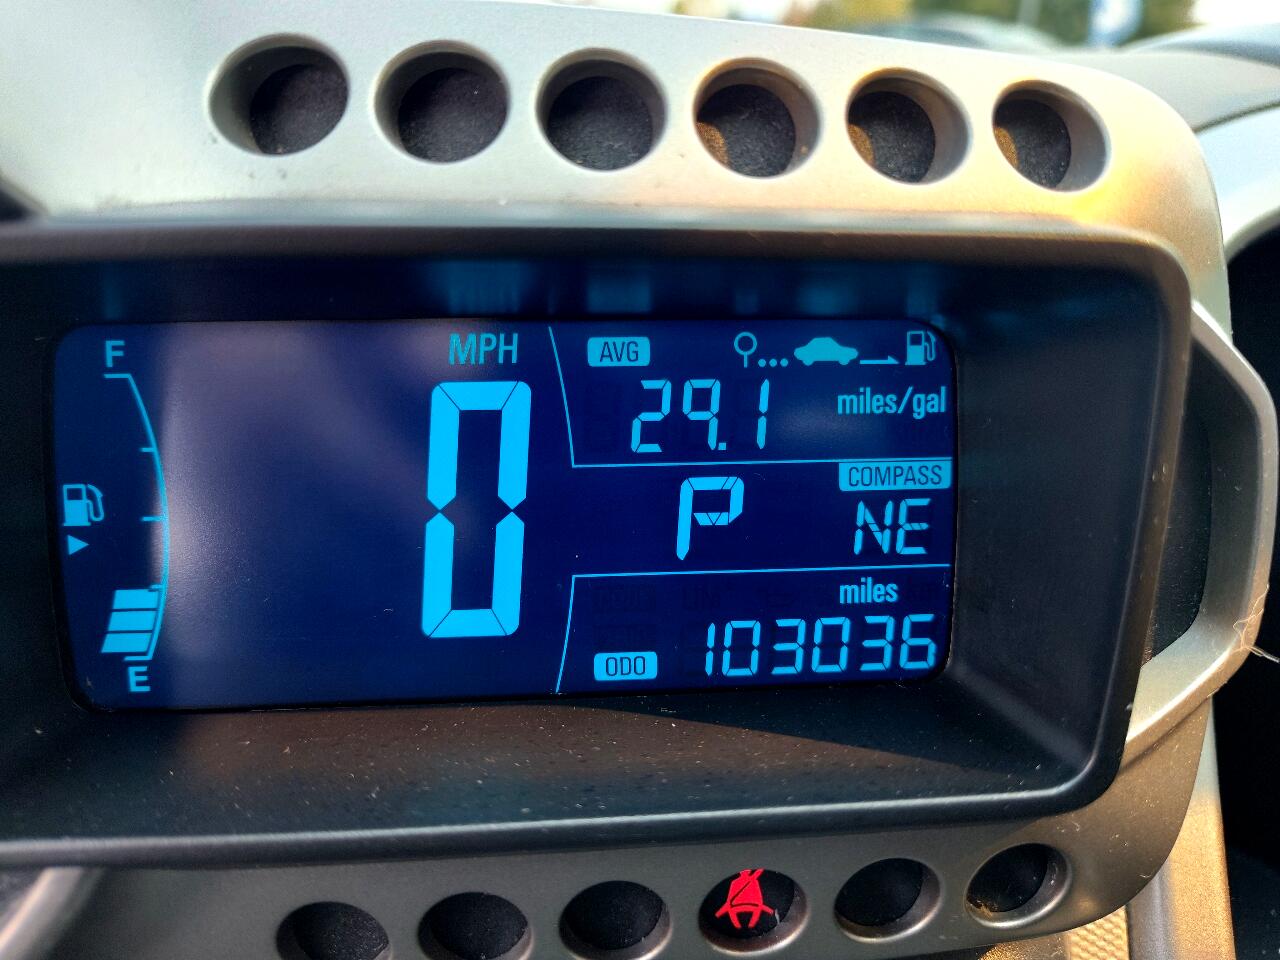 F
MPH
AVG
29.1 miles/gal
0
COMPASS
P NE
miles
E
ODO 103036